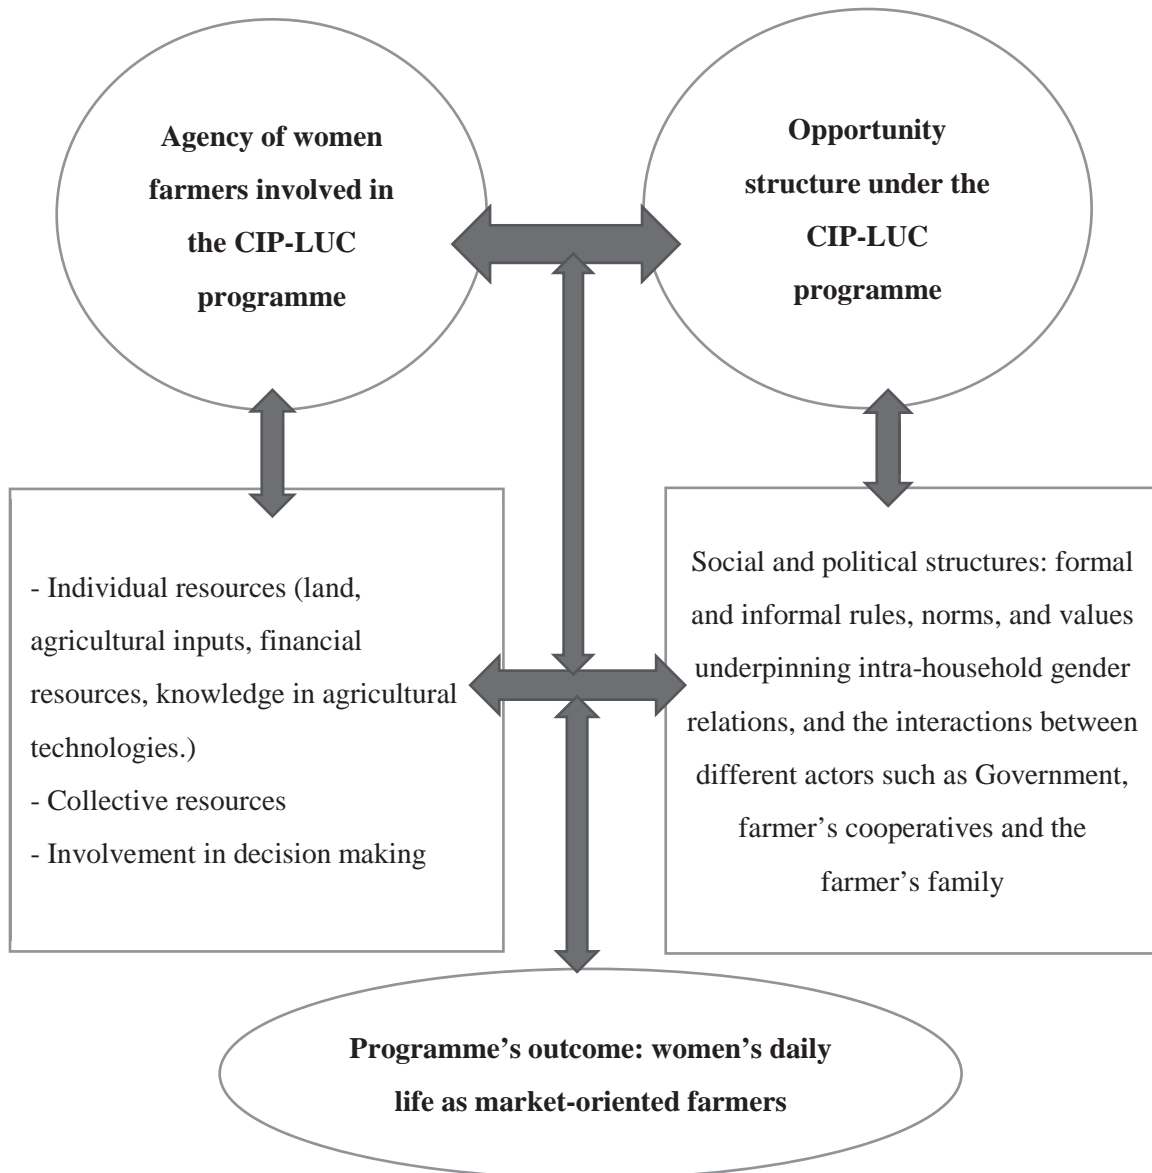 Agency of women
farmers involved in
the CIP-LUC
programme
Opportunity
structure under the
CIP-LUC
programme
- Individual resources (land,
agricultural inputs, financial
resources, knowledge in agricultural
technologies.)
- Collective resources
- Involvement in decision making
Social and political structures: formal
and informal rules, norms, and values
underpinning intra-household gender
relations, and the interactions between
different actors such as Government,
farmer’s cooperatives and the
farmer’s family
Programme’s outcome: women’s daily
life as market-oriented farmers